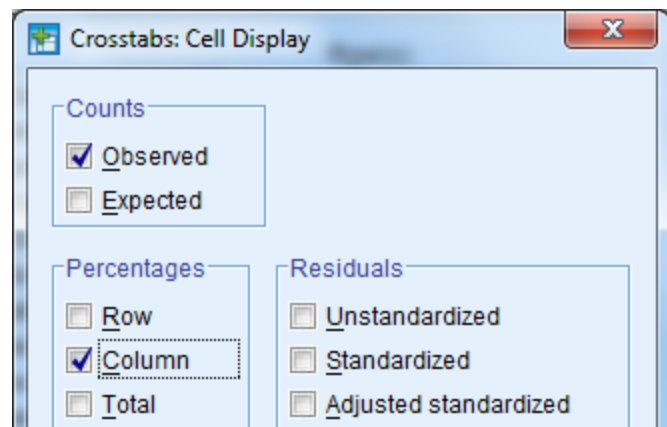 Crosstabs: Cell Display
Counts
Observed
Expected
Percentages
Row
Column
Total
Residuals
Unstandardized
Standardized
Adjusted standardized